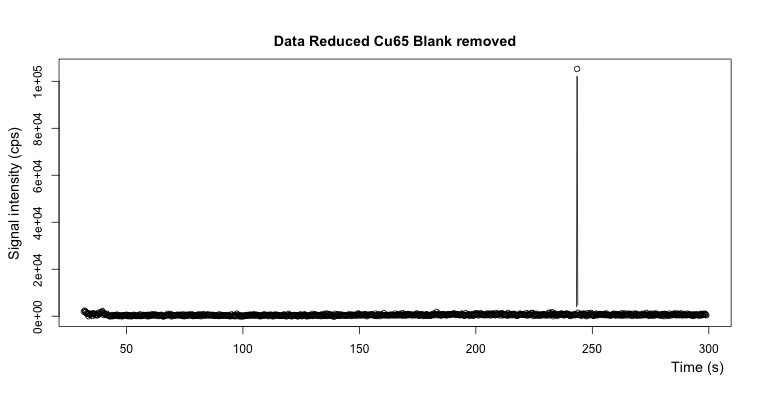 Data Reduced Cu65 Blank removed
Signal intensity (cps)
1e+05
8e+04
6e+04
4e+04
2e+04
0e+00
50 100 150 200 250 300
Time (s)